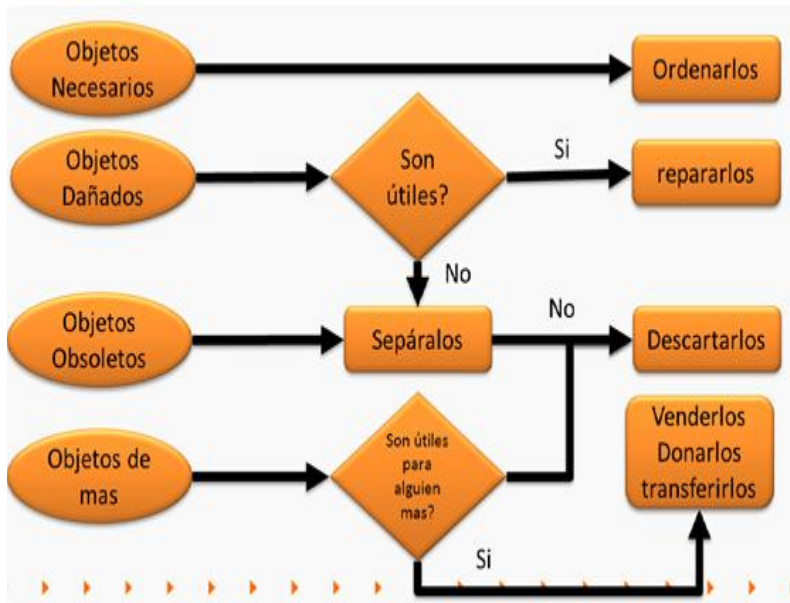 Objetos
Necesarios
Ordenarlos
Objetos
Dañados
Son
útiles?
Si
repararlos
No
Objetos
Obsoletos
Sepáralos
No
Descartarlos
Objetos de
mas
Son útiles
para
alguien
mas?
Si
Venderlos
Donarlos
transferirlos